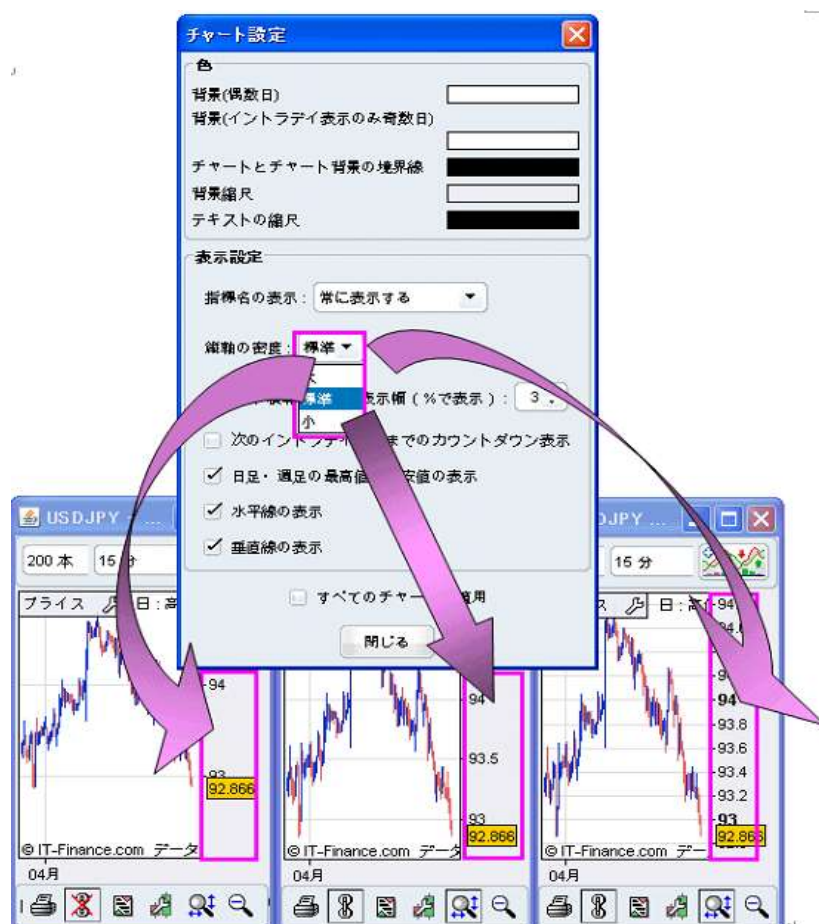 チャート設定
色
背景(偶数日)
背景(イントラデイ表示のみ奇数日)
チャートとチャート背景の境界線
背景縮尺
テキストの縮尺
表示設定
指標名の表示: 常に表示する
縦軸の密度: 標準
標準
表示幅(%で表示): 3
小
次のイントラデイ
までのカウントダウン表示
日足・週足の最高値
安値の表示
水平線の表示
垂直線の表示
すべてのチャー
用
閉じる
USDJPY
...
JPY ...
200 本
15
15 分
プライス
日:高
日:高
94
93
92.866
94
93.5
93
92.866
94
93.8
93.6
93.4
93.2
93
92.866
© IT-Finance.com データ
© IT-Finance.com データ
© IT-Finance.com デー
04月
04月
04月